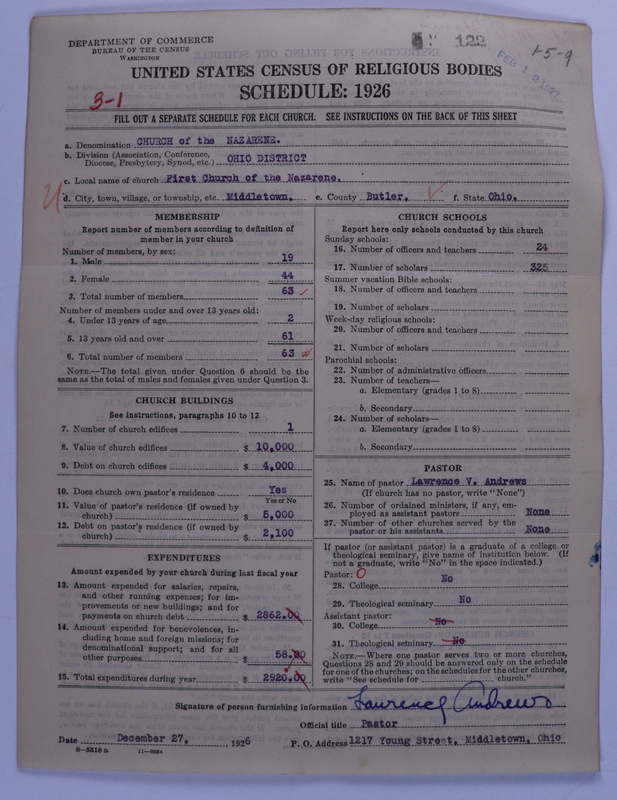 DEPARTMENT OF COMMERCE
BUREAU OF THE CENSUS
WASHINGTON
122
1-5-9
FEB 12 1927
UNITED STATES CENSUS OF RELIGIOUS BODIES
SCHEDULE: 1926
3-1
FILL OUT A SEPARATE SCHEDULE FOR EACH CHURCH. SEE INSTRUCTIONS ON THE BACK OF THIS SHEET
a. Denomination CHURCH of the NAZARENE.
b. Division (Association, Conference, Diocese, Presbytery, Synod, etc.) OHIO DISTRICT
c. Local name of church First Church of the Nazarene.
d. City, town, village, or township, etc. Middletown, e. County Butler, f. State Ohio.
MEMBERSHIP
Report number of members according to definition of
member in your church
Number of members, by sex:
1. Male 19
2. Female 44
3. Total number of members 63
Number of members under and over 13 years old:
4. Under 13 years of age 2
5. 13 years old and over 61
6. Total number of members 63
NOTE.—The total given under Question 6 should be
same as the total of males and females given under Question 3.
CHURCH BUILDINGS
See instructions, paragraphs 10 to 12
7. Number of church edifices 1
8. Value of church edifices $ 10,000
9. Debt on church edifices $ 4,000
10. Does church own pastor's residence Yes
Yes or No
11. Value of pastor's residence (if owned by
church) $ 5,000
12. Debt on pastor's residence (if owned by
church) $ 2,100
EXPENDITURES
Amount expended by your church during last fiscal year
13. Amount expended for salaries, repairs,
and other running expenses; for im-
provements or new buildings; and for
payments on church debt $ 2862.00
14. Amount expended for benevolences, in-
cluding home and foreign missions; for
denominational support; and for all
other purposes $ 58.00
15. Total expenditures during year $ 2920.00
CHURCH SCHOOLS
Report here only schools conducted by this church
Sunday schools:
16. Number of officers and teachers 24
17. Number of scholars 325
Summer vacation Bible schools:
18. Number of officers and teachers
19. Number of scholars
Week-day religious schools:
20. Number of officers and teachers
21. Number of scholars
Parochial schools:
22. Number of administrative officers
23. Number of teachers—
a. Elementary (grades 1 to 8)
b. Secondary
24. Number of scholars—
a. Elementary (grades 1 to 8)
b. Secondary
PASTOR
25. Name of pastor Lawrence V. Andrews
(If church has no pastor, write "None")
26. Number of ordained ministers, if any, em-
ployed as assistant pastors None
27. Number of other churches served by the
pastor or his assistants None
If pastor (or assistant pastor) is a graduate of a college or
theological seminary, give name of institution below. (If
not a graduate, write "No" in the space indicated.)
Pastor: O
28. College No
29. Theological seminary No
Assistant pastor:
30. College No
31. Theological seminary No
NOTE.—Where one pastor serves two or more churches,
Questions 28 and 29 should be answered only on the schedule
for one of the churches; on the schedules for the other churches,
write "See schedule for church."
Signature of person furnishing information Lawrence Andrews
Official title Pastor
Date December 27, 1926 P. O. Address 1217 Young Street, Middletown, Ohio
8-5516 b 11-9054